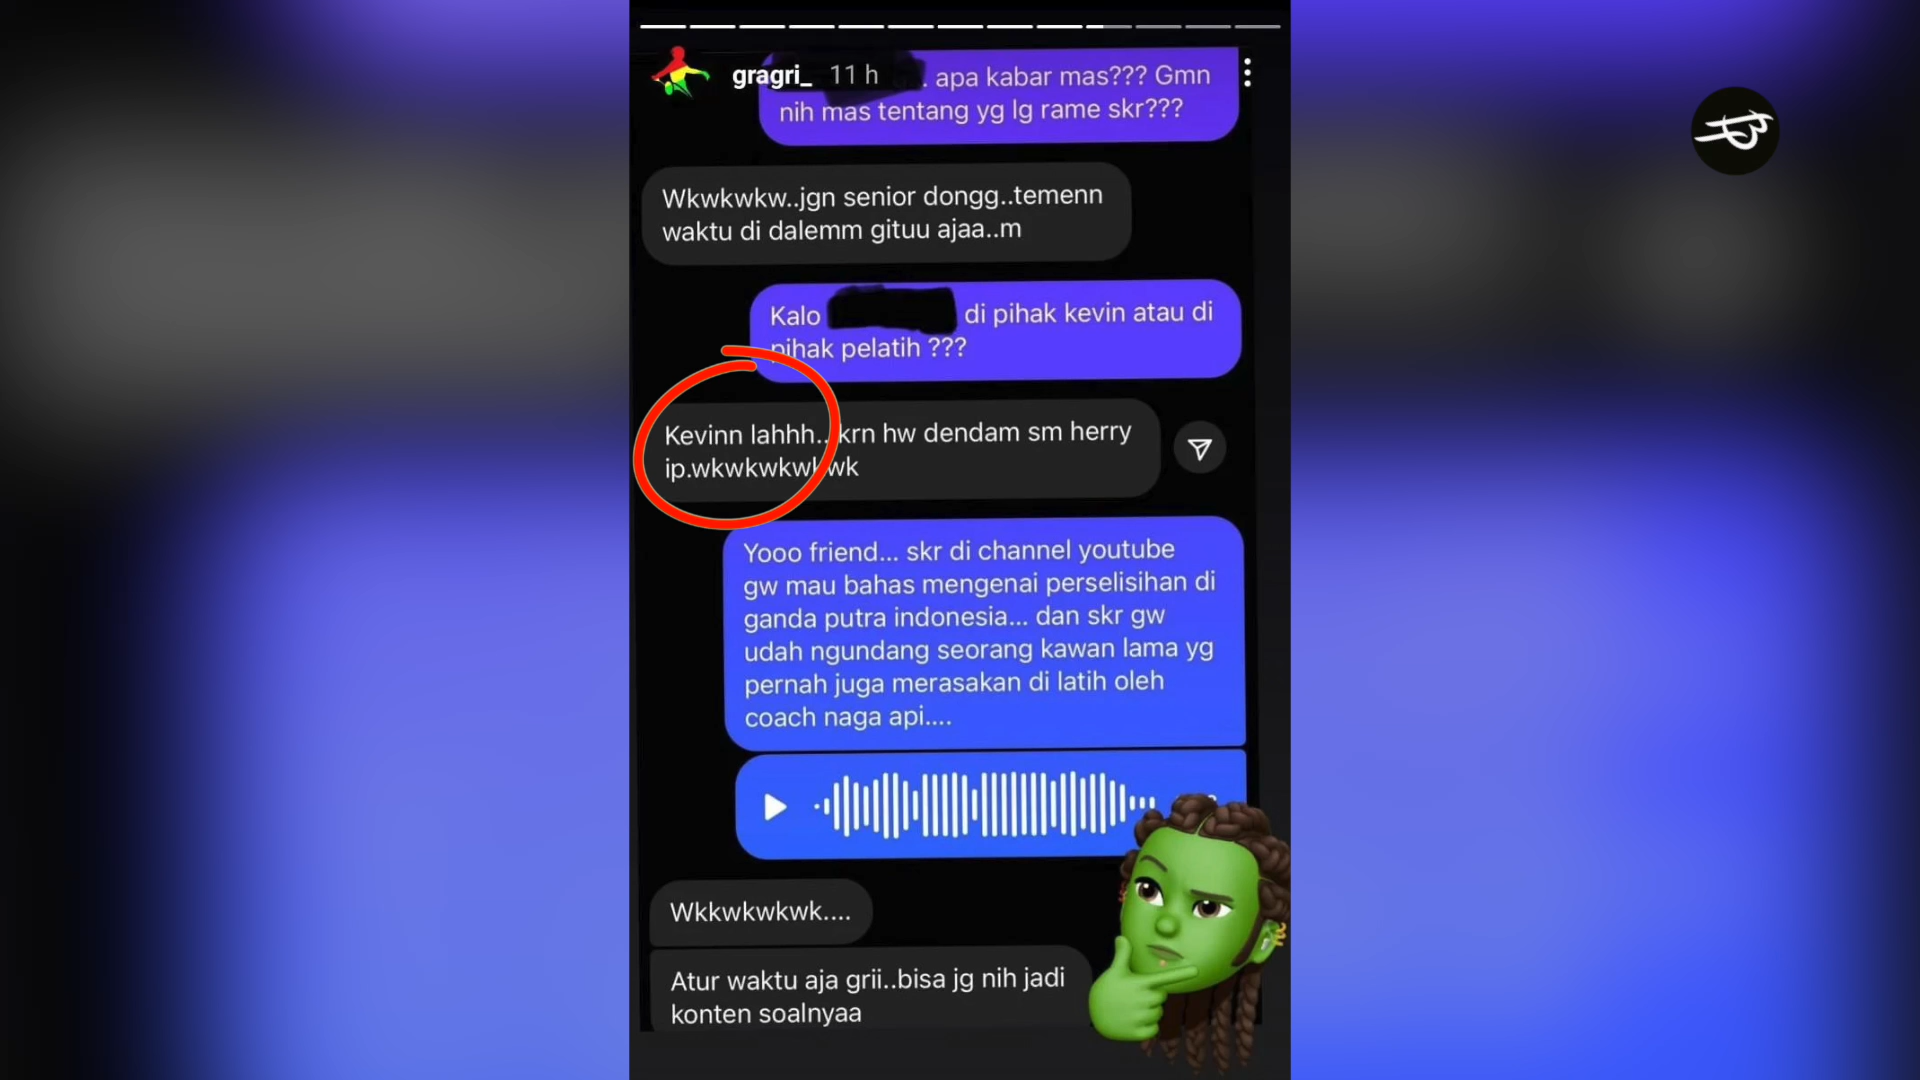 gragri_ 11 h
. apa kabar mas??? Gmn
nih mas tentang yg lg rame skr???
Wkwkwkw..jgn senior dongg..temenn
waktu di dalemm gituu ajaa..m
Kalo di pihak kevin atau di
pihak pelatih ???
Kevinn lahhh..krn hw dendam sm herry
ip.wkwkwkwkwk
Yooo friend... skr di channel youtube
gw mau bahas mengenai perselisihan di
ganda putra indonesia... dan skr gw
udah ngundang seorang kawan lama yg
pernah juga merasakan di latih oleh
coach naga api....
Wkkwkwkwk....
Atur waktu aja grii..bisa jg nih jadi
konten soalnyaa